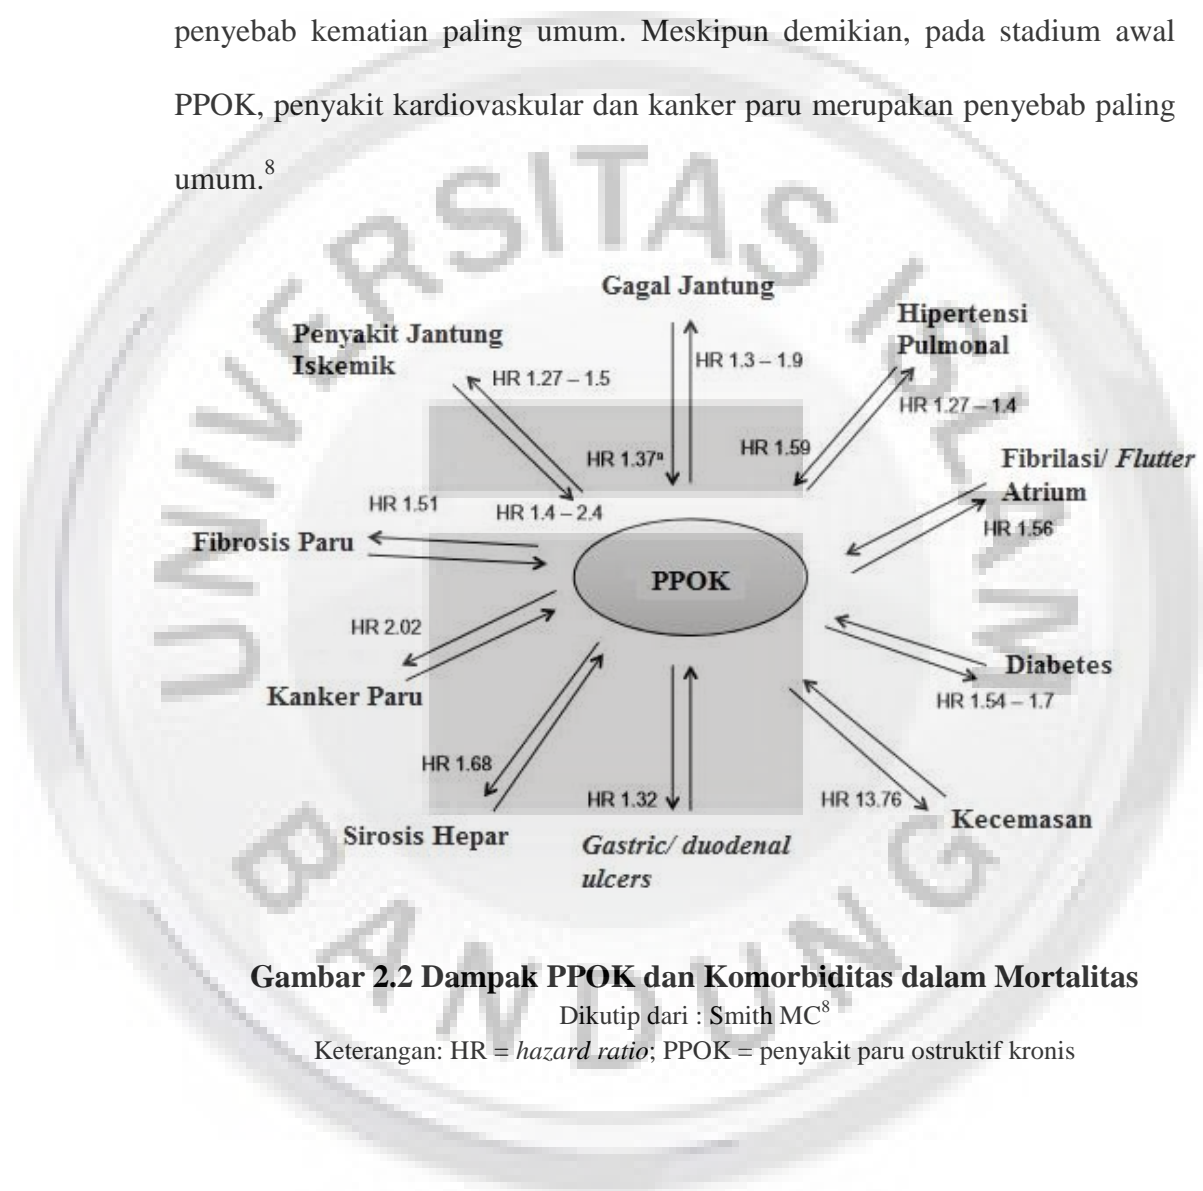 penyebab kematian paling umum. Meskipun demikian, pada stadium awal
PPOK, penyakit kardiovaskular dan kanker paru merupakan penyebab paling
umum.8
UNIVERSITAS ISLAM
BANDUNG
Gagal Jantung
Penyakit Jantung
Iskemik
Hipertensi
Pulmonal
HR 1.27 – 1.5
HR 1.3 – 1.9
HR 1.27 – 1.4
HR 1.37ª
HR 1.59
Fibrilasi/ Flutter
Atrium
HR 1.51
HR 1.4 – 2.4
HR 1.56
Fibrosis Paru
PPOK
HR 2.02
Kanker Paru
Diabetes
HR 1.54 – 1.7
HR 1.68
HR 1.32
HR 13.76
Sirosis Hepar
Gastric/ duodenal
ulcers
Kecemasan
Gambar 2.2 Dampak PPOK dan Komorbiditas dalam Mortalitas
Dikutip dari : Smith MC8
Keterangan: HR = hazard ratio; PPOK = penyakit paru ostruktif kronis